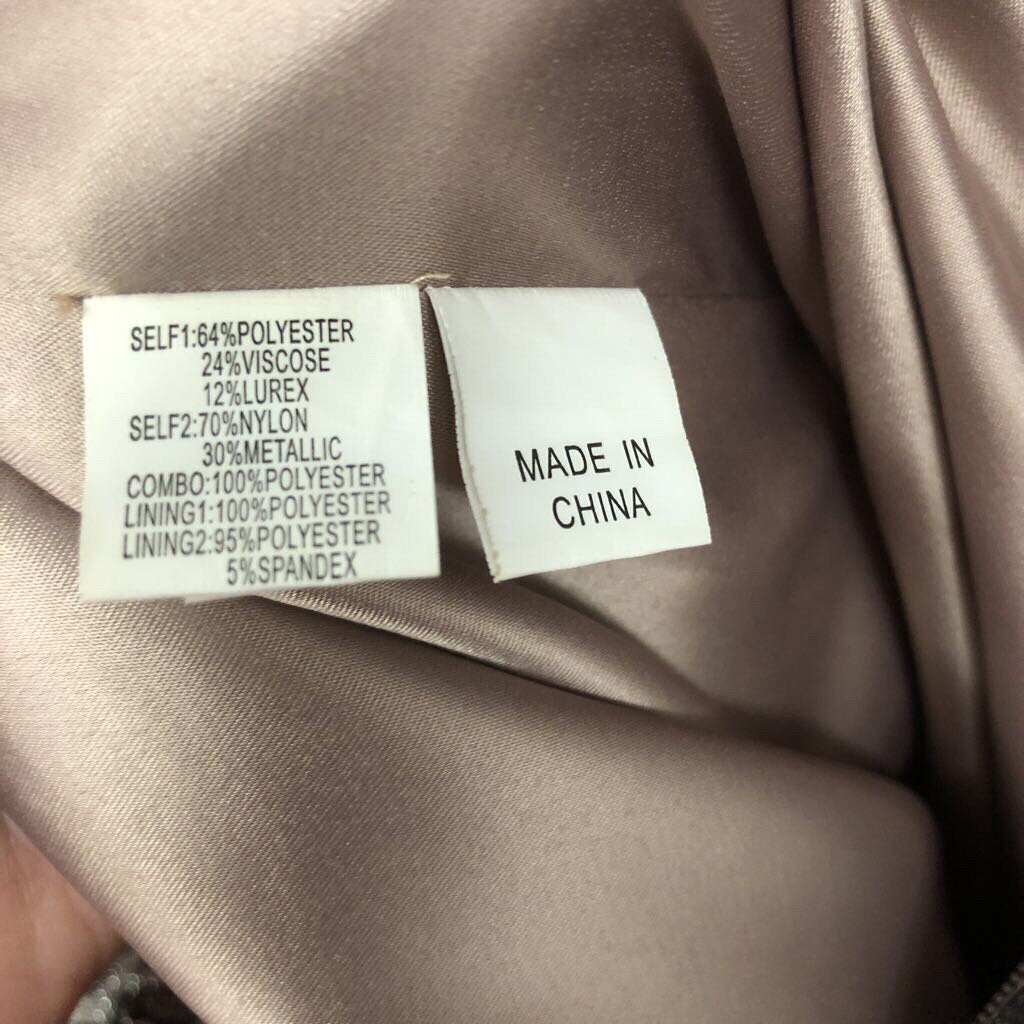 SELF1:64%POLYESTER
24%VISCOSE
12%LUREX
SELF2:70%NYLON
30%METALLIC
COMBO:100%POLYESTER
LINING1:100%POLYESTER
LINING2:95%POLYESTER
5%SPANDEX
MADE IN
CHINA